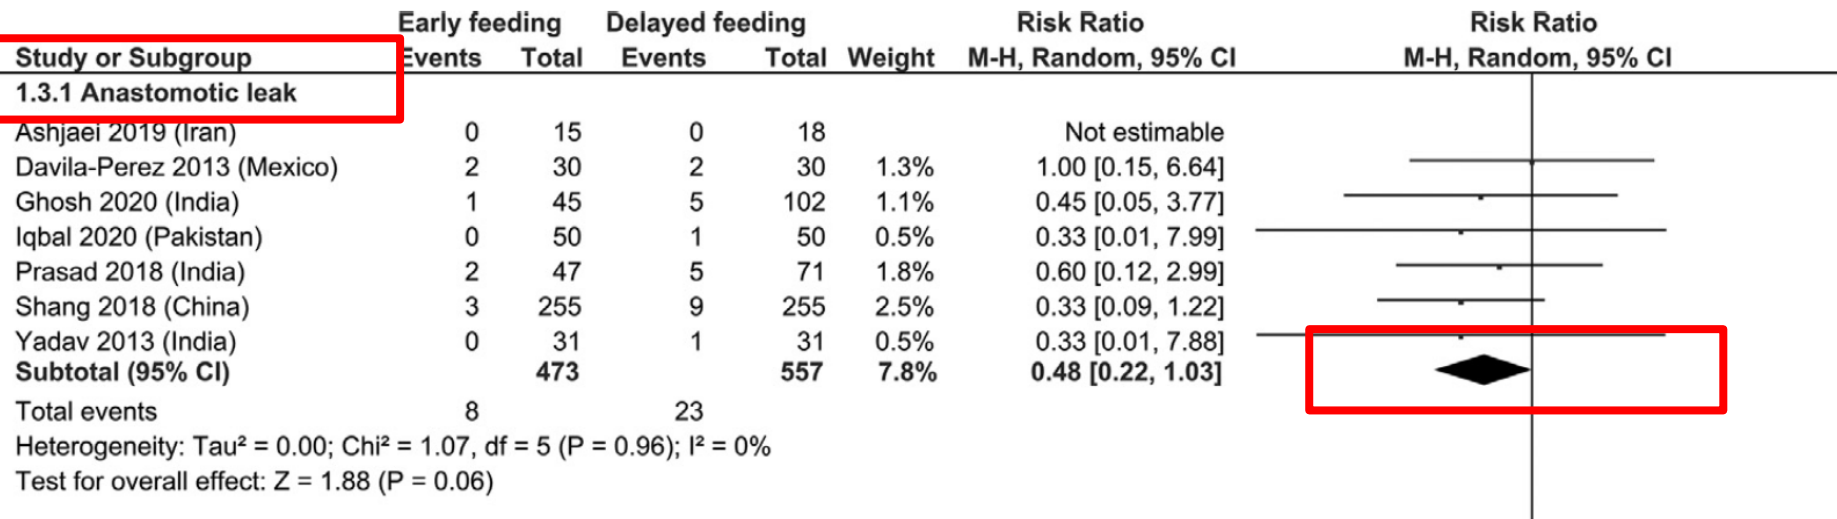 Early feeding Delayed feeding Risk Ratio Risk Ratio
Study or Subgroup Events Total Events Total Weight M-H, Random, 95% CI M-H, Random, 95% CI
1.3.1 Anastomotic leak
Ashjaei 2019 (Iran) 0 15 0 18 Not estimable
Davila-Perez 2013 (Mexico) 2 30 2 30 1.3% 1.00 [0.15, 6.64]
Ghosh 2020 (India) 1 45 5 102 1.1% 0.45 [0.05, 3.77]
Iqbal 2020 (Pakistan) 0 50 1 50 0.5% 0.33 [0.01, 7.99]
Prasad 2018 (India) 2 47 5 71 1.8% 0.60 [0.12, 2.99]
Shang 2018 (China) 3 255 9 255 2.5% 0.33 [0.09, 1.22]
Yadav 2013 (India) 0 31 1 31 0.5% 0.33 [0.01, 7.88]
Subtotal (95% CI) 473 557 7.8% 0.48 [0.22, 1.03]
Total events 8 23
Heterogeneity: Tau² = 0.00; Chi² = 1.07, df = 5 (P = 0.96); I² = 0%
Test for overall effect: Z = 1.88 (P = 0.06)